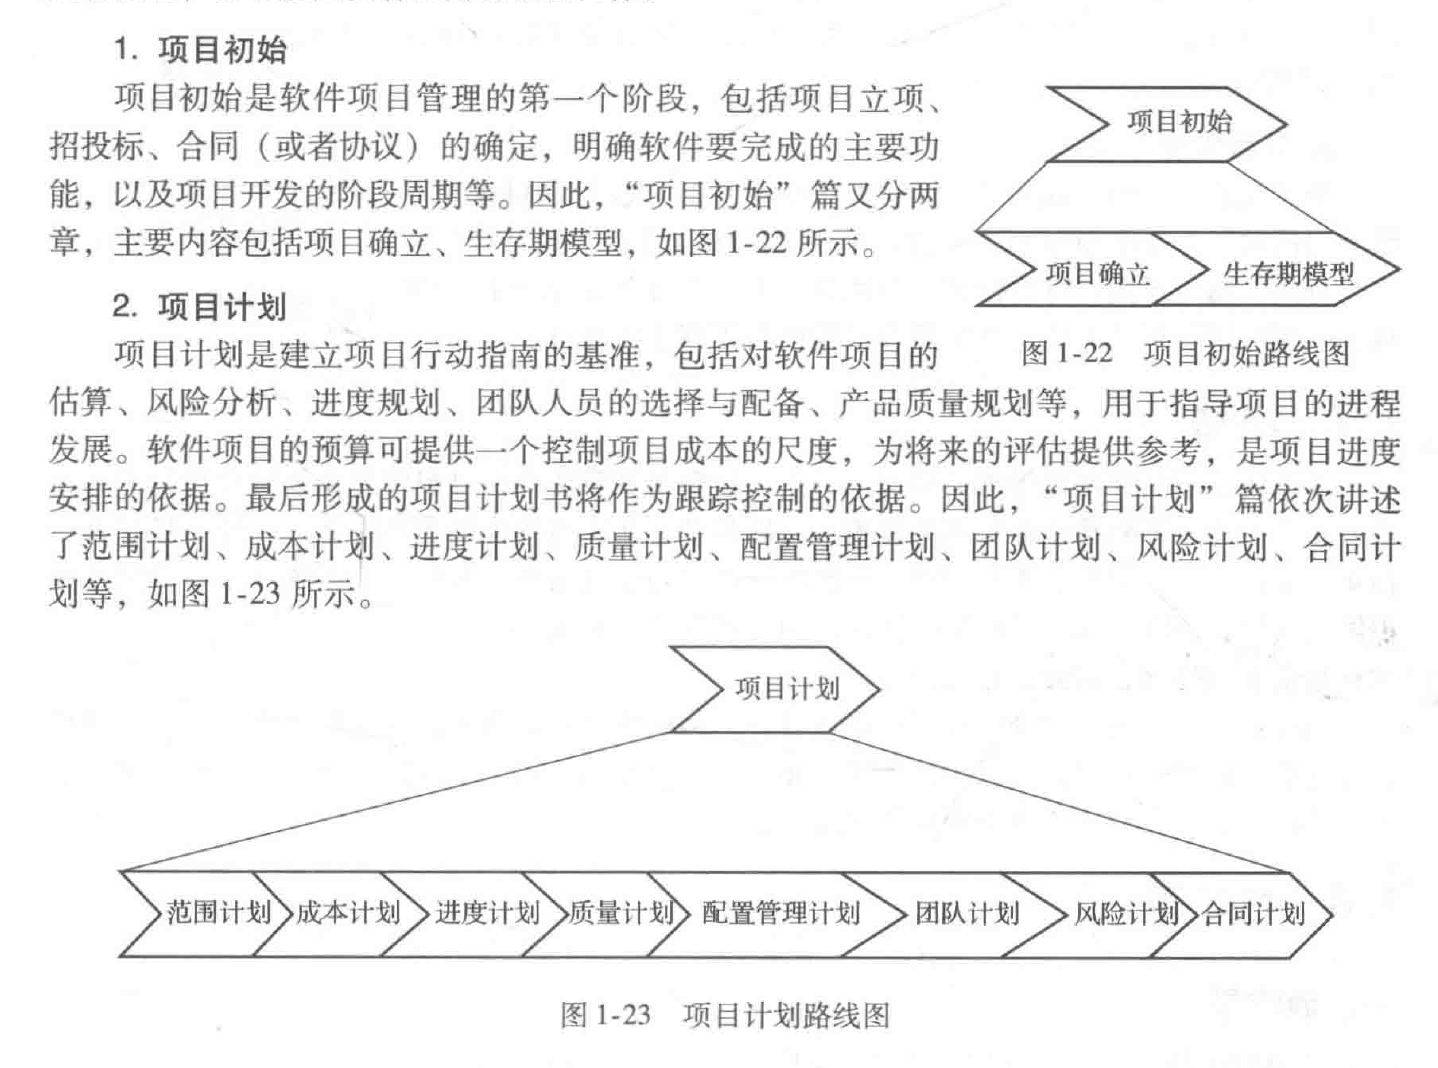 1. 项目初始
项目初始是软件项目管理的第一个阶段，包括项目立项、
招投标、合同（或者协议）的确定，明确软件要完成的主要功
能，以及项目开发的阶段周期等。因此，“项目初始”篇又分两
章，主要内容包括项目确立、生存期模型，如图 1-22 所示。
项目初始
项目确立 生存期模型
图 1-22 项目初始路线图
2. 项目计划
项目计划是建立项目行动指南的基准，包括对软件项目的
估算、风险分析、进度规划、团队人员的选择与配备、产品质量规划等，用于指导项目的进程
发展。软件项目的预算可提供一个控制项目成本的尺度，为将来的评估提供参考，是项目进度
安排的依据。最后形成的项目计划书将作为跟踪控制的依据。因此，“项目计划”篇依次讲述
了范围计划、成本计划、进度计划、质量计划、配置管理计划、团队计划、风险计划、合同计
划等，如图 1-23 所示。
项目计划
范围计划 成本计划 进度计划 质量计划 配置管理计划 团队计划 风险计划 合同计划
图 1-23 项目计划路线图